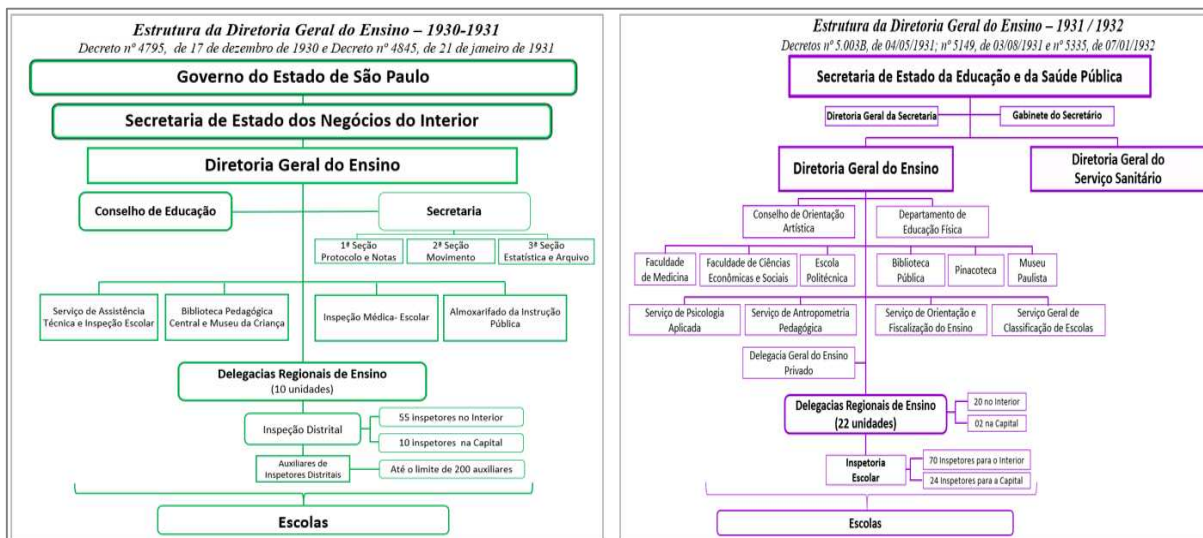 Estrutura da Diretoria Geral do Ensino – 1930-1931
Decreto nº 4795, de 17 de dezembro de 1930 e Decreto nº 4845, de 21 de janeiro de 1931
Governo do Estado de São Paulo
Secretaria de Estado dos Negócios do Interior
Diretoria Geral do Ensino
Conselho de Educação
Secretaria
1ª Seção
Protocolo e Notas
2ª Seção
Movimento
3ª Seção
Estatística e Arquivo
Serviço de Assistência
Técnica e Inspeção Escolar
Biblioteca Pedagógica
Central e Museu da Criança
Inspeção Médica- Escolar
Almoxarifado da Instrução
Pública
Delegacias Regionais de Ensino
(10 unidades)
Inspeção Distrital
55 inspetores no Interior
10 inspetores na Capital
Auxiliares de
Inspetores Distritais
Até o limite de 200 auxiliares
Escolas
Estrutura da Diretoria Geral do Ensino – 1931 / 1932
Decretos nº 5.003B, de 04/05/1931; nº 5149, de 03/08/1931 e nº 5335, de 07/01/1932
Secretaria de Estado da Educação e da Saúde Pública
Diretoria Geral da Secretaria
Gabinete do Secretário
Diretoria Geral do Ensino
Diretoria Geral do
Serviço Sanitário
Conselho de Orientação
Artística
Departamento de
Educação Física
Faculdade
de Medicina
Faculdade de Ciências
Econômicas e Sociais
Escola
Politécnica
Biblioteca
Pública
Pinacoteca
Museu
Paulista
Serviço de Psicologia
Aplicada
Serviço de Antropometria
Pedagógica
Serviço de Orientação e
Fiscalização do Ensino
Serviço Geral de
Classificação de Escolas
Delegacia Geral do Ensino
Privado
Delegacias Regionais de Ensino
(22 unidades)
20 no Interior
02 na Capital
Inspetoria
Escolar
70 Inspetores para o Interior
24 Inspetores para a Capital
Escolas